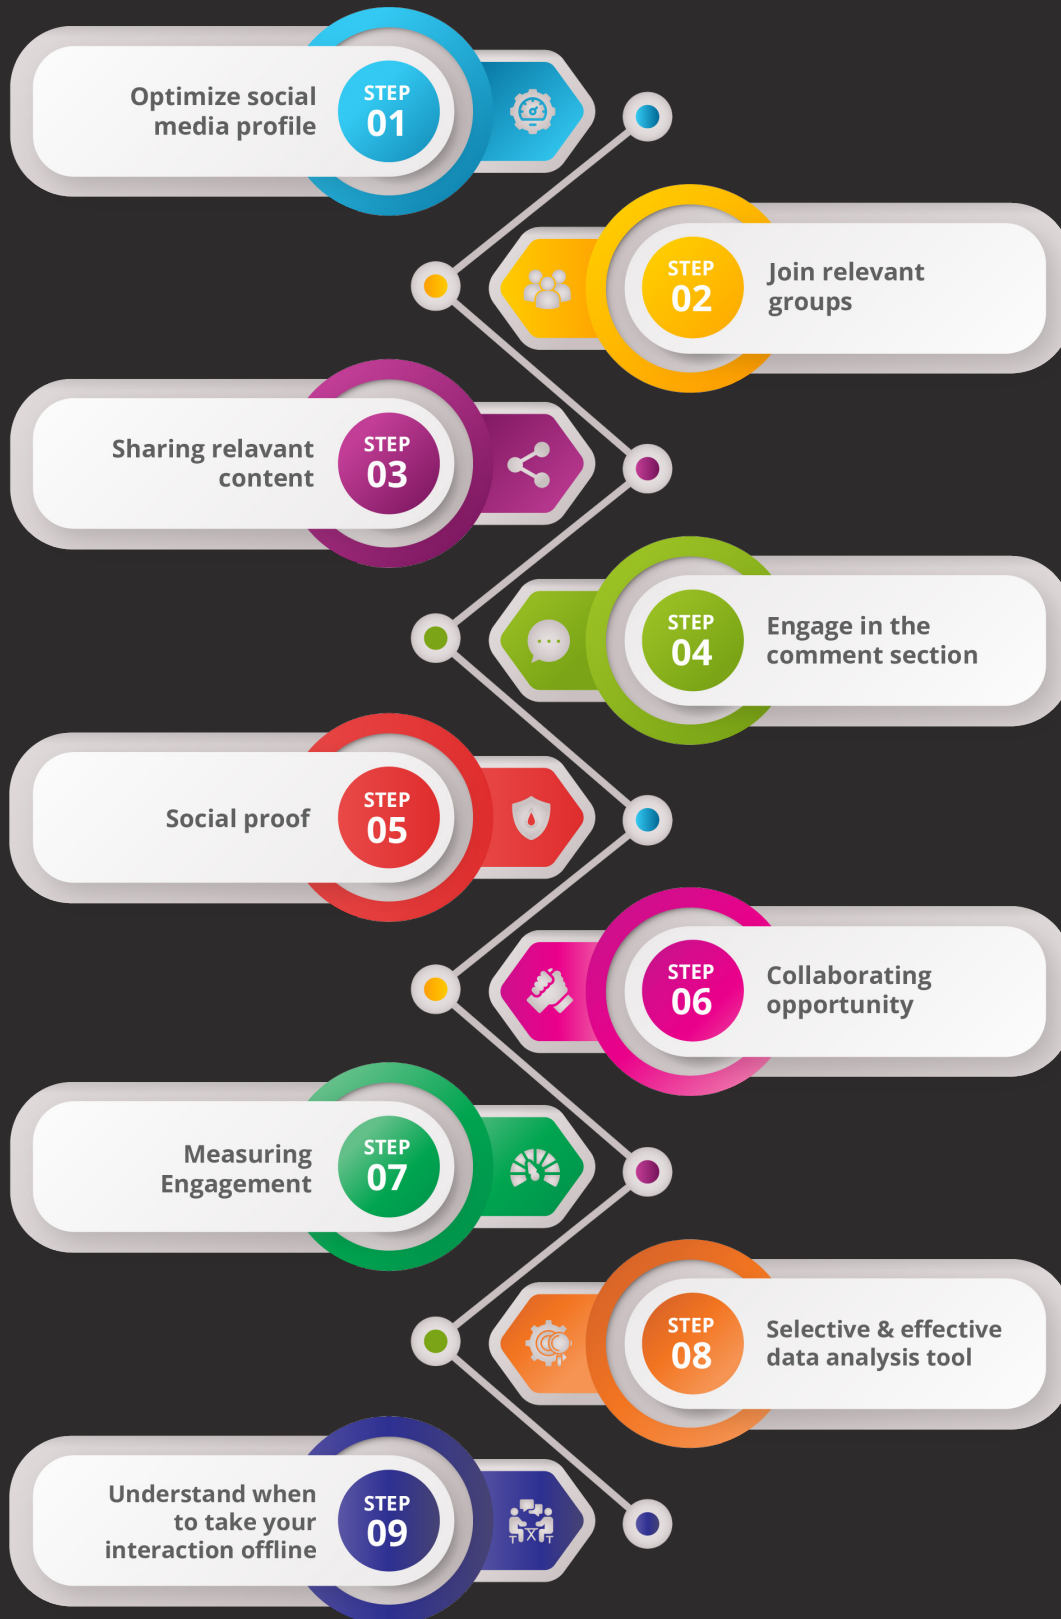 Optimize social
media profile
STEP
01
STEP
02
Join relevant
groups
Sharing relavant
content
STEP
03
STEP
04
Engage in the
comment section
Social proof
STEP
05
STEP
06
Collaborating
opportunity
Measuring
Engagement
STEP
07
STEP
08
Selective & effective
data analysis tool
Understand when
to take your
interaction offline
STEP
09